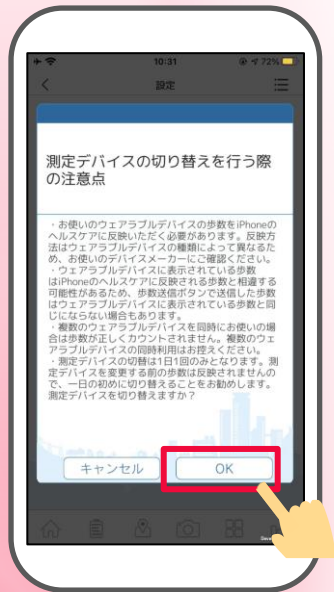 10:31
72%
設定
測定デバイスの切り替えを行う際
の注意点
・お使いのウェアラブルデバイスの歩数をiPhoneの
ヘルスケアに反映いただく必要があります。反映方
法はウェアラブルデバイスの種類によって異なるた
め、お使いのデバイスメーカーにご確認ください。
・ウェアラブルデバイスに表示されている歩数
はiPhoneのヘルスケアに反映される歩数と相違する
可能性があるため、歩数送信ボタンで送信した歩数
はウェアラブルデバイスに表示されている歩数と同
じにならない場合もあります。
・複数のウェアラブルデバイスを同時にお使いの場
合は歩数が正しくカウントされません。複数のウェ
アラブルデバイスの同時利用はお控えください。
・測定デバイスの切替は1日1回のみとなります。測
定デバイスを変更する前の歩数は反映されませんの
で、一日の初めに切り替えることをお勧めします。
測定デバイスを切り替えますか？
キャンセル
OK